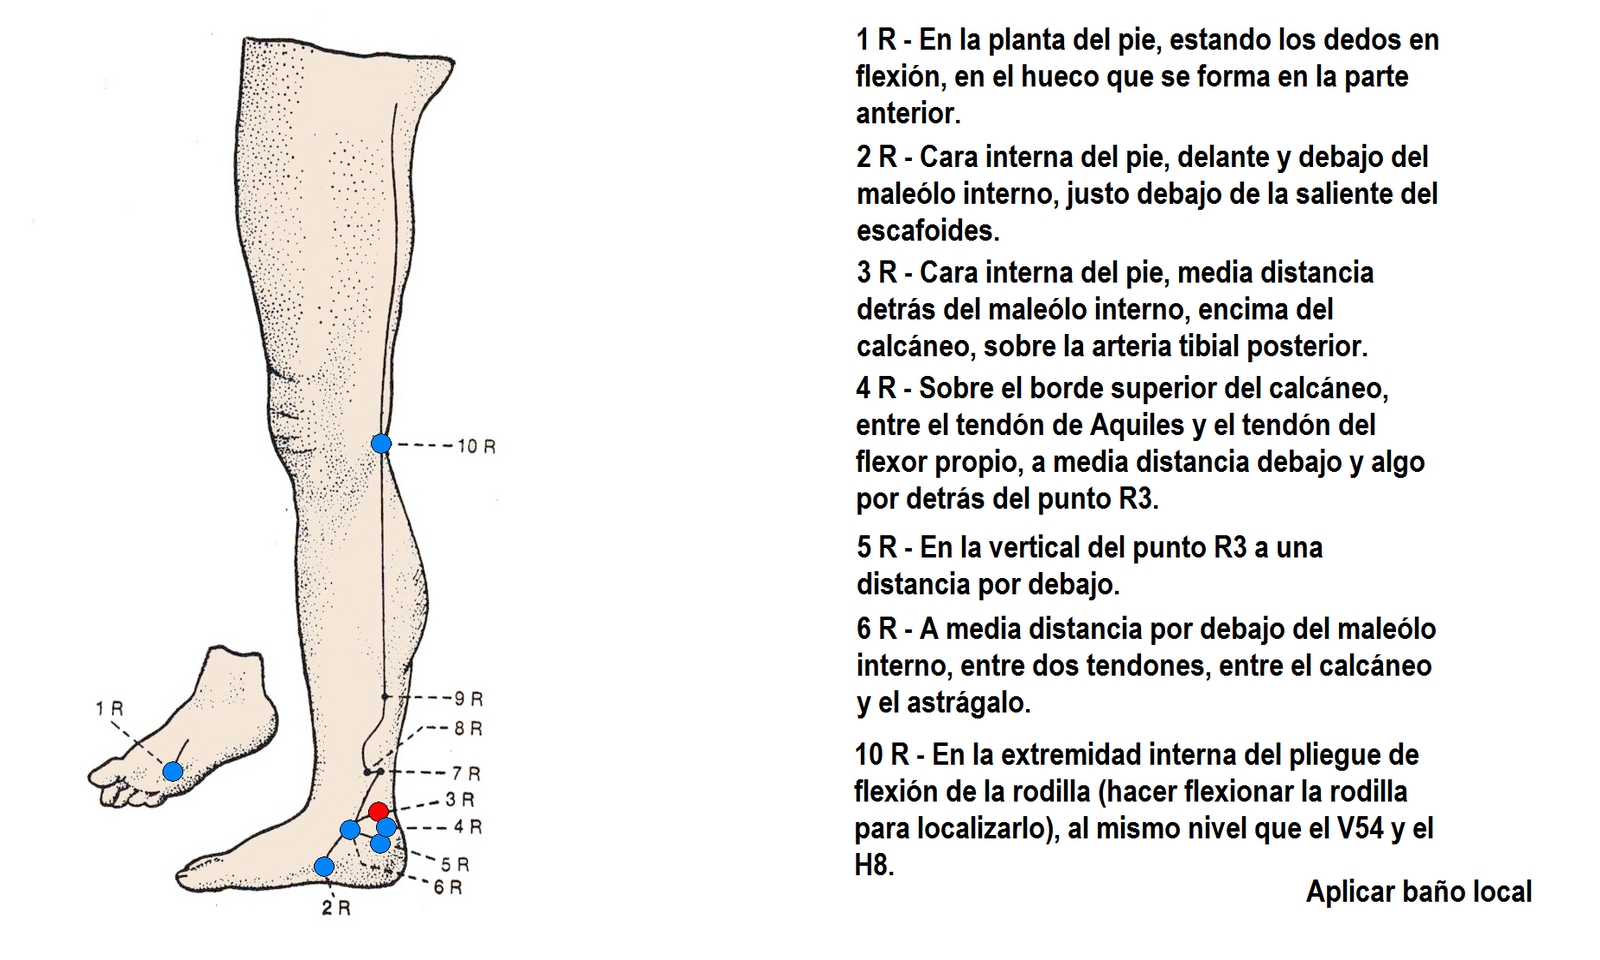 1 R - En la planta del pie, estando los dedos en
flexión, en el hueco que se forma en la parte
anterior.
2 R - Cara interna del pie, delante y debajo del
maleólo interno, justo debajo de la saliente del
escafoides.
3 R - Cara interna del pie, media distancia
detrás del maleólo interno, encima del
calcáneo, sobre la arteria tibial posterior.
4 R - Sobre el borde superior del calcáneo,
entre el tendón de Aquiles y el tendón del
flexor propio, a media distancia debajo y algo
por detrás del punto R3.
5 R - En la vertical del punto R3 a una
distancia por debajo.
6 R - A media distancia por debajo del maleólo
interno, entre dos tendones, entre el calcáneo
y el astrágalo.
10 R - En la extremidad interna del pliegue de
flexión de la rodilla (hacer flexionar la rodilla
para localizarlo), al mismo nivel que el V54 y el
H8.
Aplicar baño local
10 R
9 R
8 R
7 R
3 R
4 R
5 R
6 R
2 R
1 R